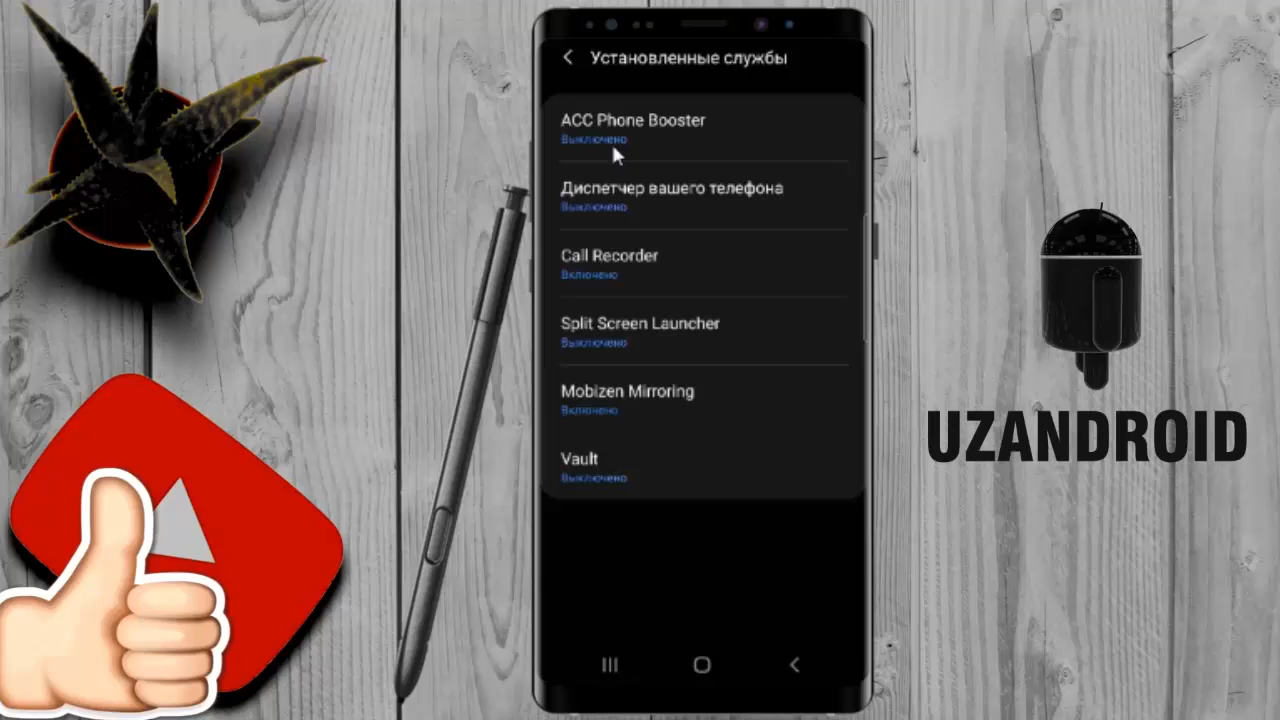 Установленные службы
ACC Phone Booster
Выключено
Диспетчер вашего телефона
Выключено
Call Recorder
Включено
Split Screen Launcher
Выключено
Mobizen Mirroring
Включено
Vault
Выключено
UZANDROID